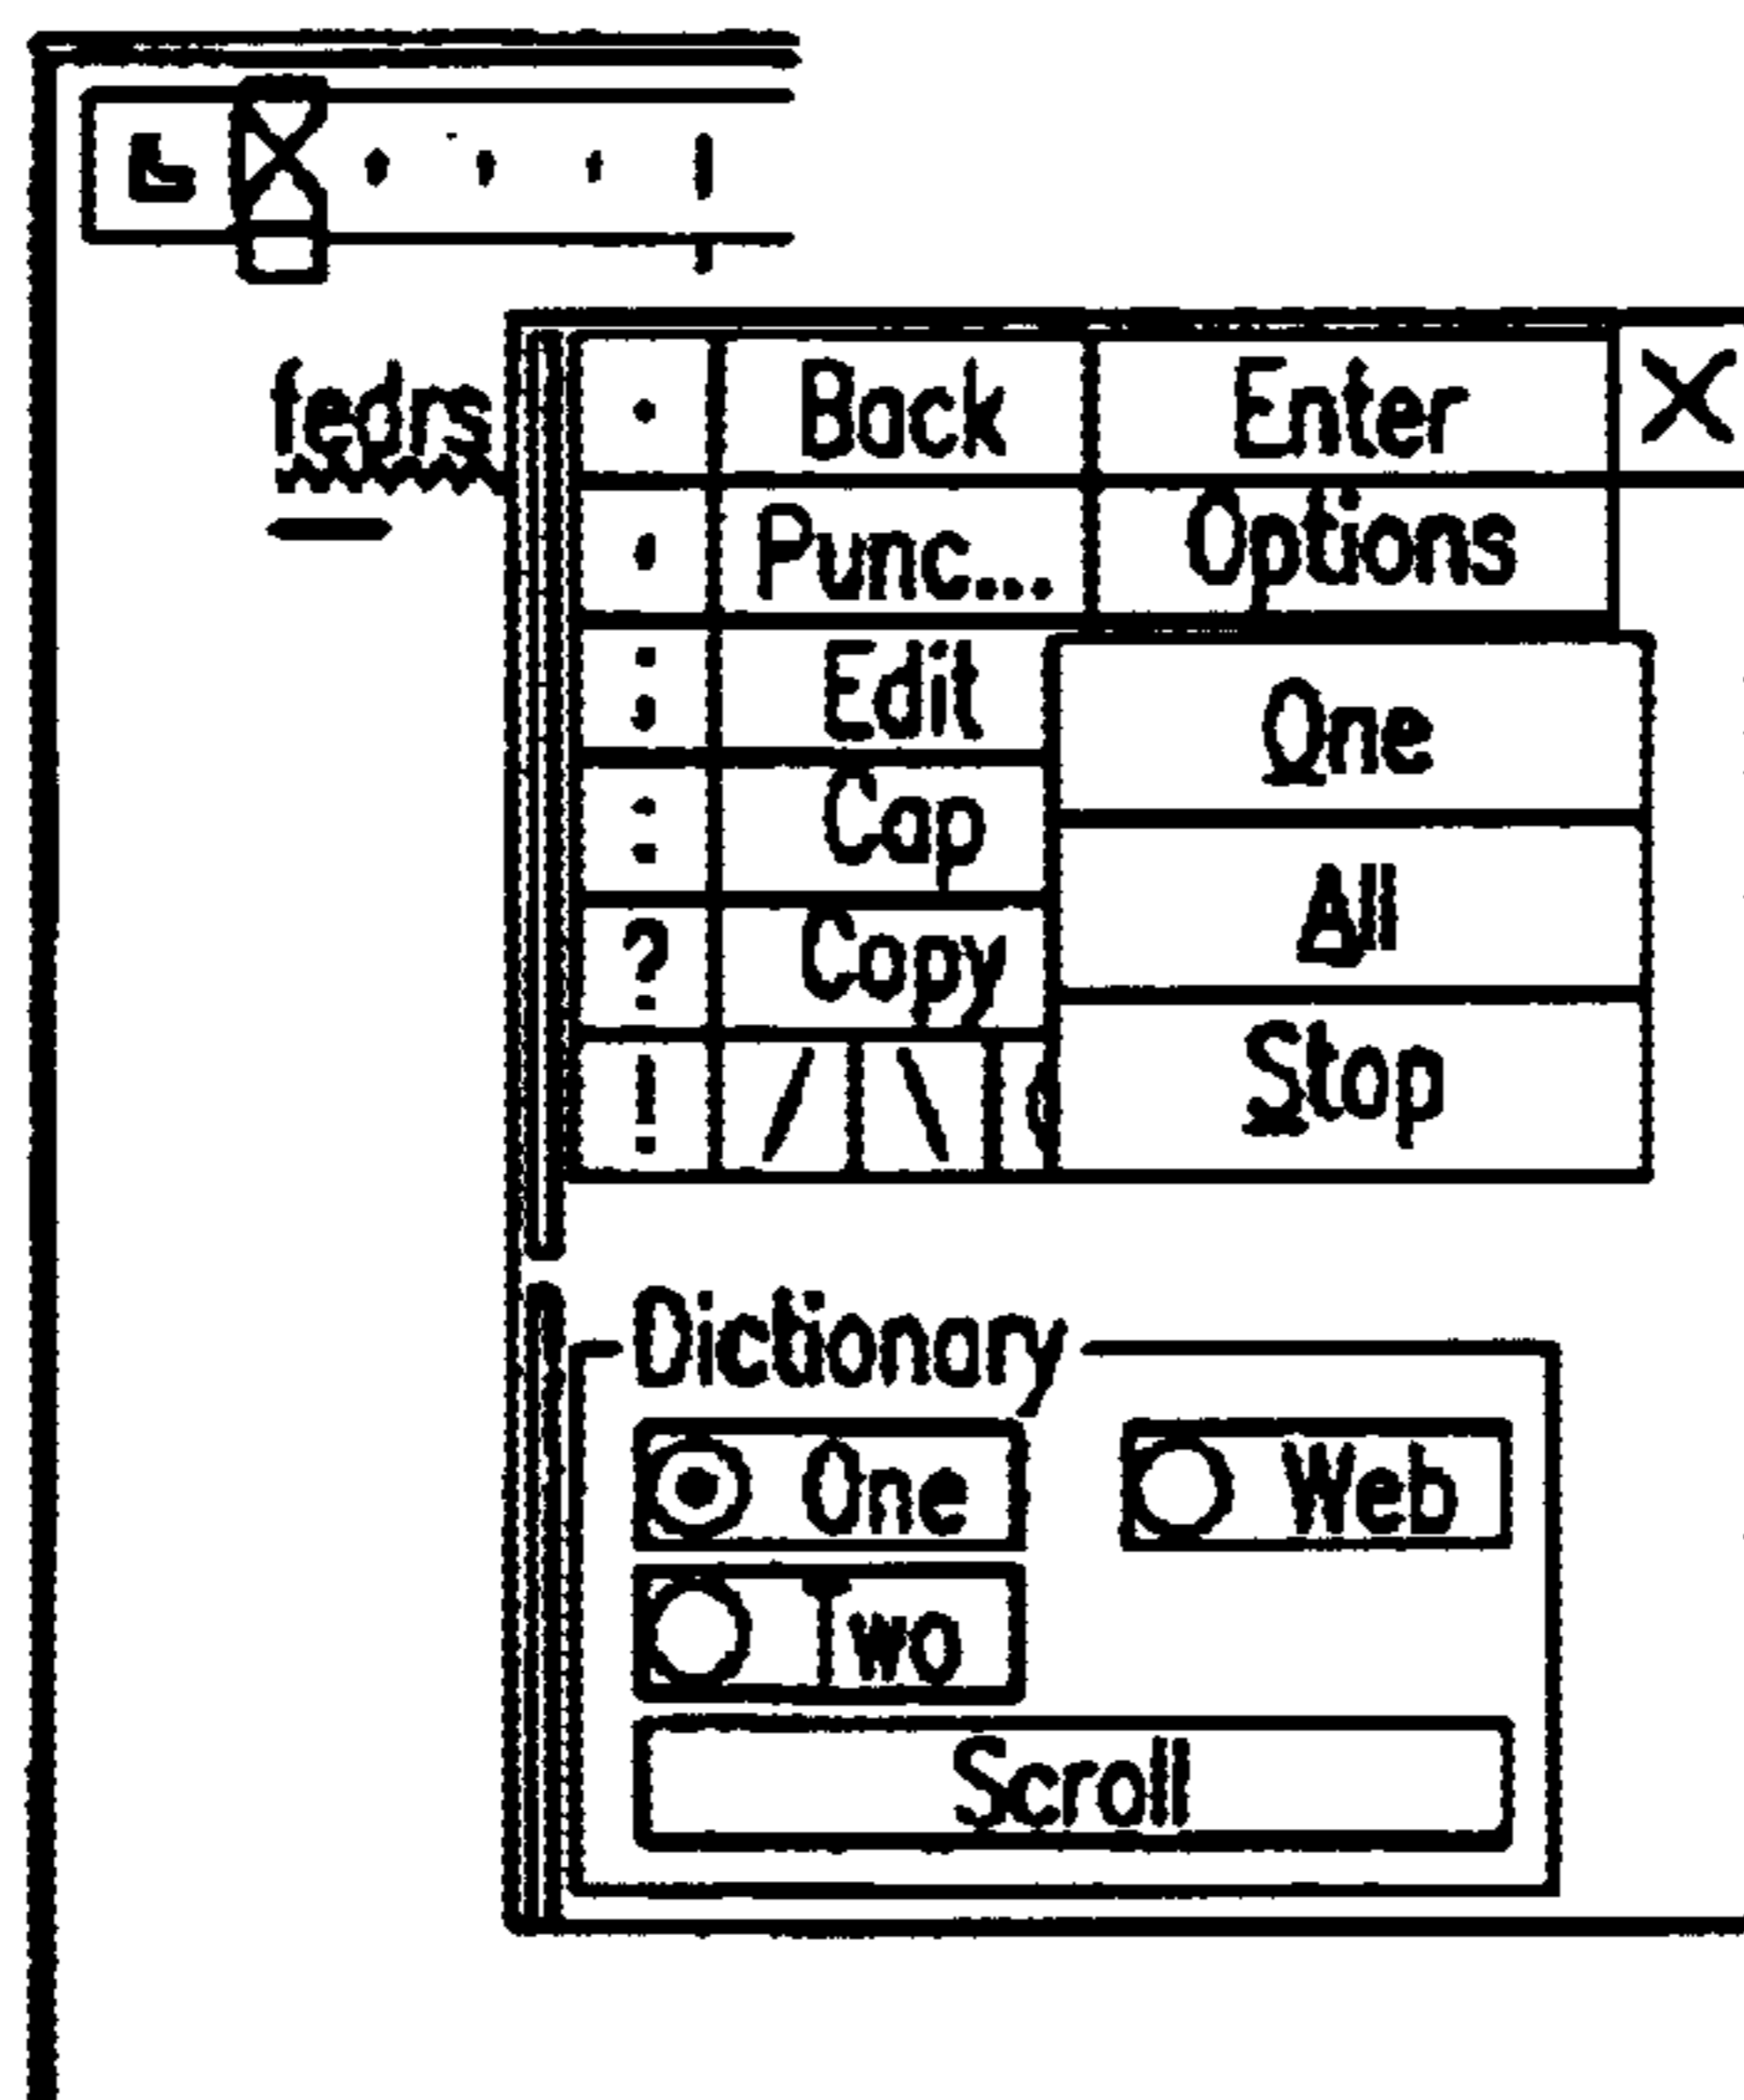 fedrs
. Back Enter X
, Punc... Options
; Edit One
: Cap All
? Copy Stop
! / \
Dictionary
One Web
Two
Scroll